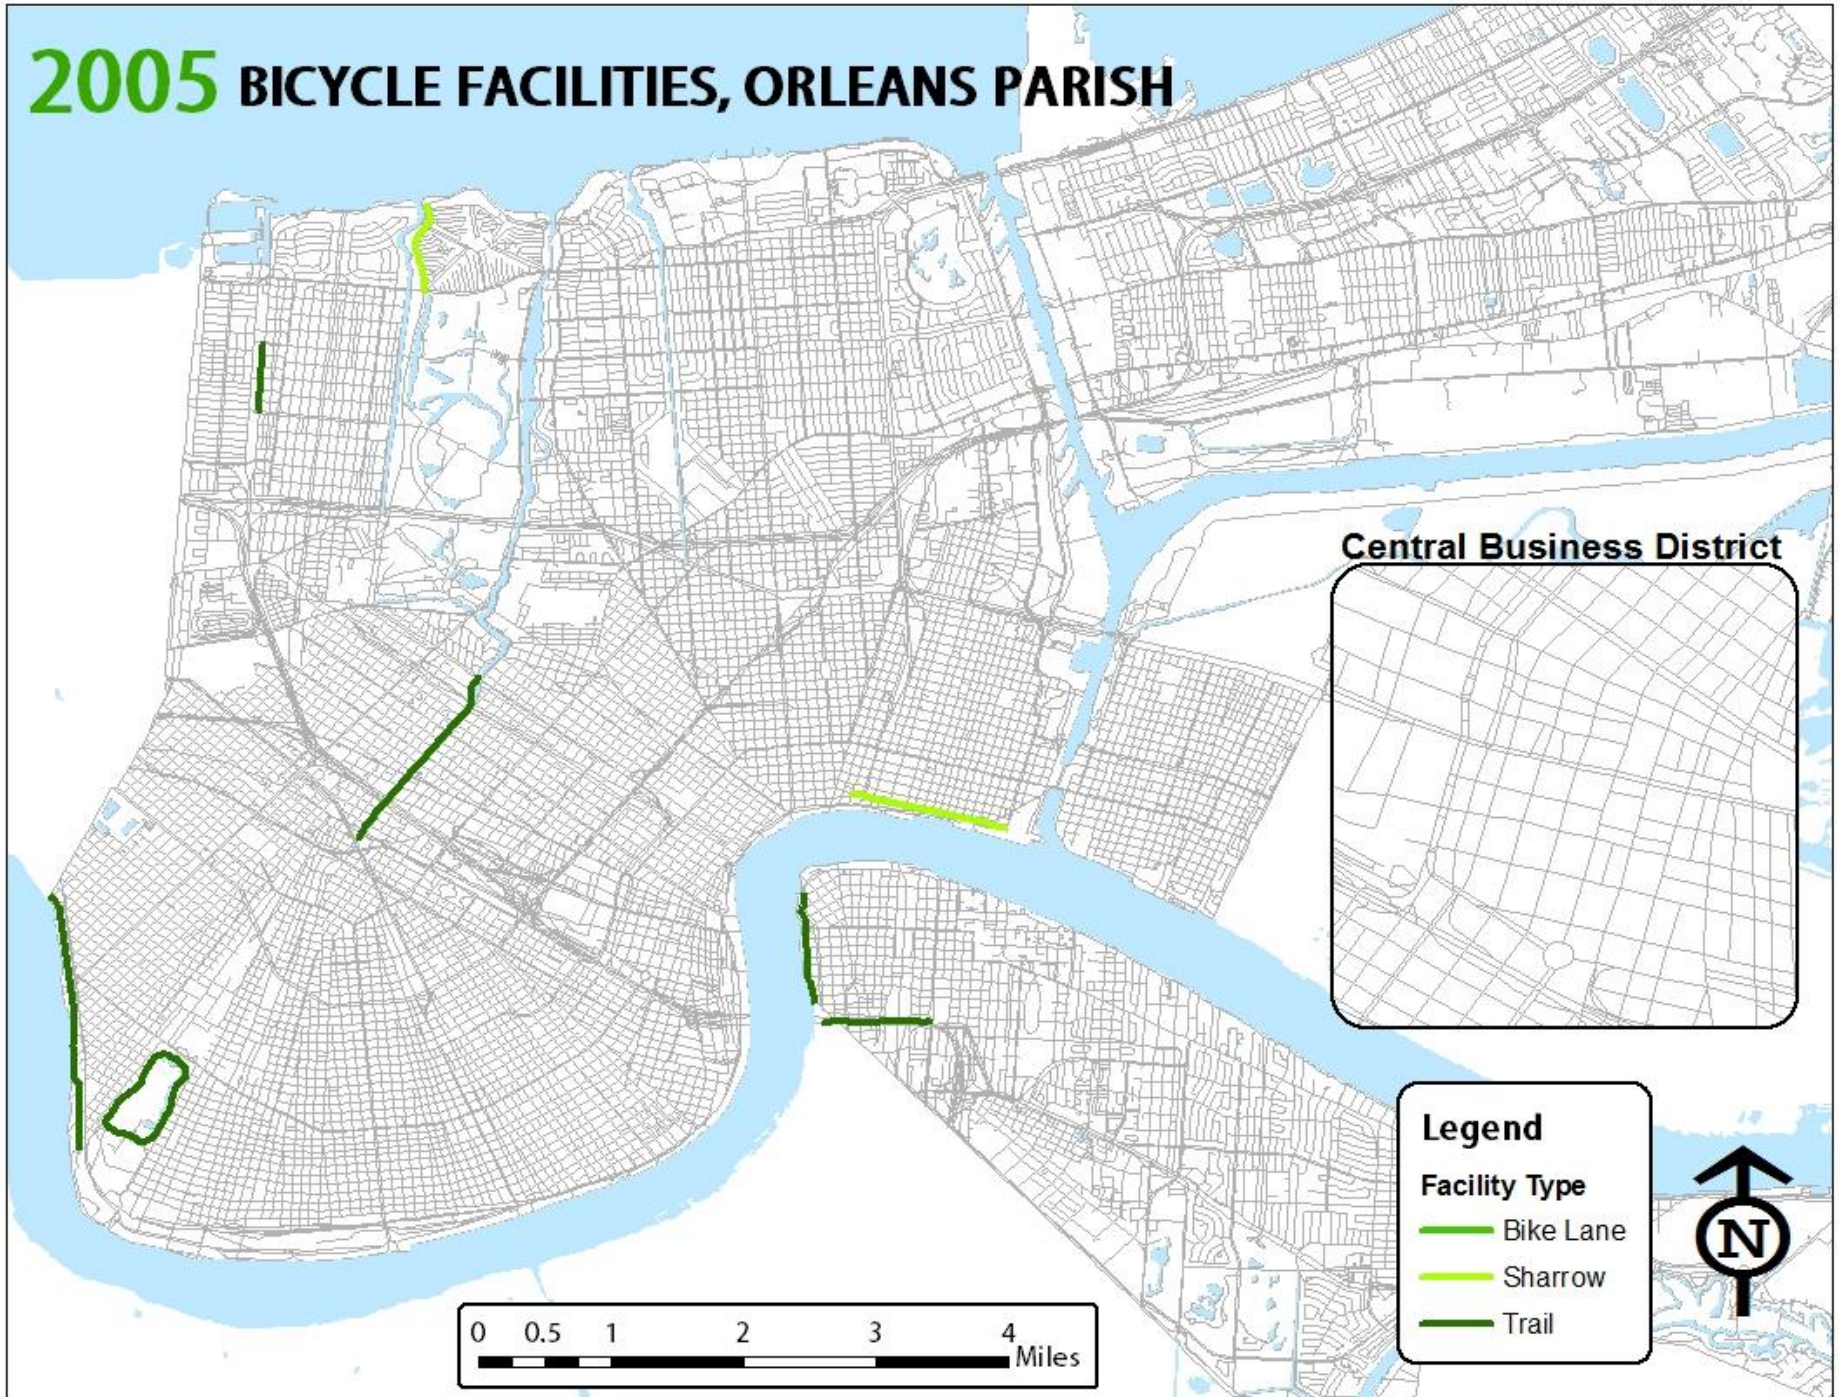 2005 BICYCLE FACILITIES, ORLEANS PARISH
Central Business District
Legend
Facility Type
Bike Lane
Sharrow
Trail
N
0 0.5 1 2 3 4
Miles